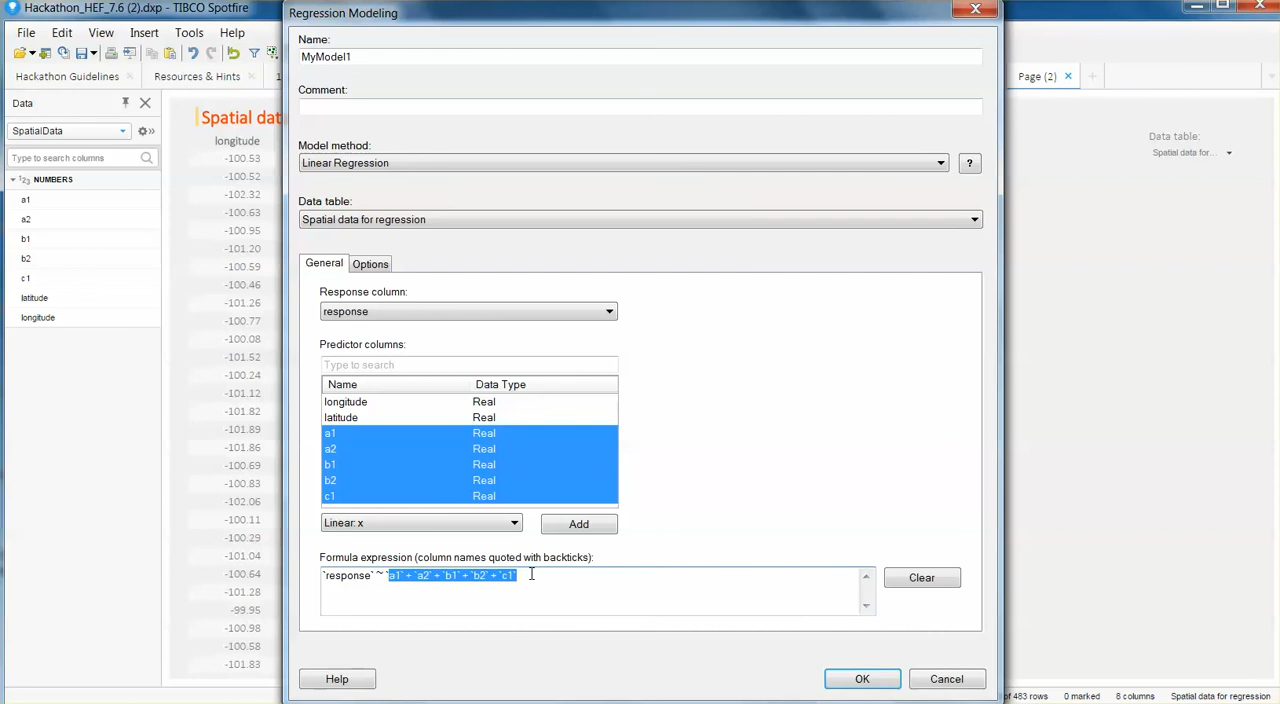 Hackathon_HEF_7.6 (2).dxp - TIBCO Spotfire
File Edit View Insert Tools Help
Hackathon Guidelines
Resources & Hints
Page (2)
Data
SpatialData
Type to search columns
NUMBERS
a1
a2
b1
b2
c1
latitude
longitude
longitude
-100.53
-100.52
-102.32
-100.63
-100.95
-101.20
-100.59
-100.46
-101.26
-100.77
-100.08
-101.52
-100.24
-101.12
-101.82
-101.89
-101.86
-100.69
-100.83
-102.06
-100.11
-101.03
-101.04
-100.64
-101.28
-99.95
-100.98
-100.58
-101.83
Regression Modeling
Name:
MyModel1
Comment:
Model method:
Linear Regression
?
Data table:
Spatial data for regression
General Options
Response column:
response
Predictor columns:
Type to search
Name Data Type
longitude Real
latitude Real
a1 Real
a2 Real
b1 Real
b2 Real
c1 Real
Linear: x
Add
Formula expression (column names quoted with backticks):
`response` ~ `a1` + `a2` + `b1` + `b2` + `c1`
Clear
Help
OK
Cancel
Data table:
Spatial data for...
483 rows 0 marked 8 columns Spatial data for regression